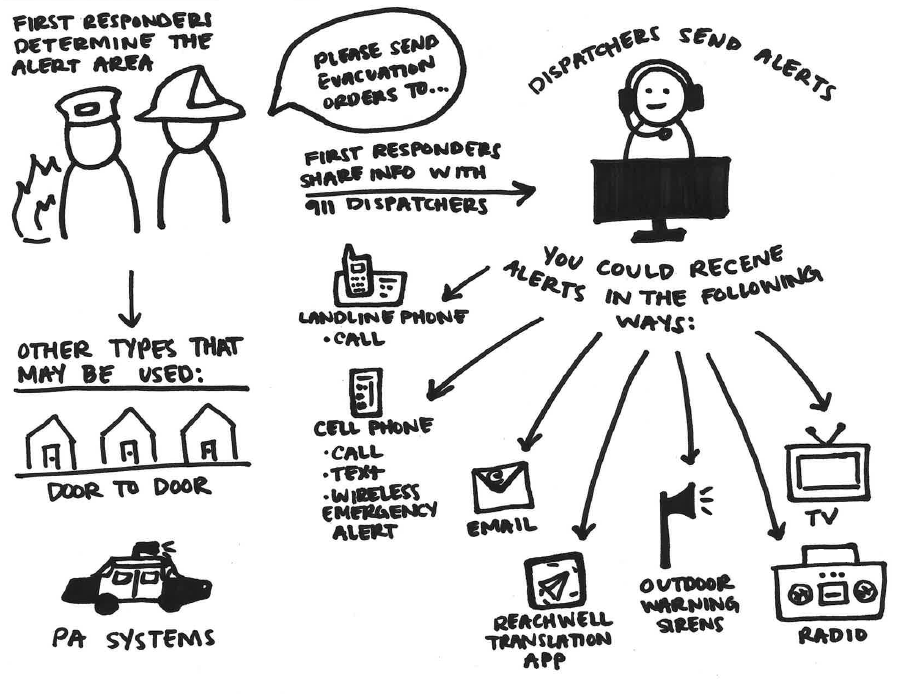 FIRST RESPONDERS
DETERMINE THE
ALERT AREA
PLEASE SEND
EVACUATION
ORDERS TO...
FIRST RESPONDERS
SHARE INFO WITH
911 DISPATCHERS
DISPATCHERS SEND ALERTS
YOU COULD RECEIVE
ALERTS IN THE FOLLOWING
WAYS:
OTHER TYPES THAT
MAY BE USED:
DOOR TO DOOR
PA SYSTEMS
LANDLINE PHONE
• CALL
CELL PHONE
• CALL
• TEXT
• WIRELESS
EMERGENCY
ALERT
EMAIL
REACHWELL
TRANSLATION
APP
OUTDOOR
WARNING
SIRENS
TV
RADIO